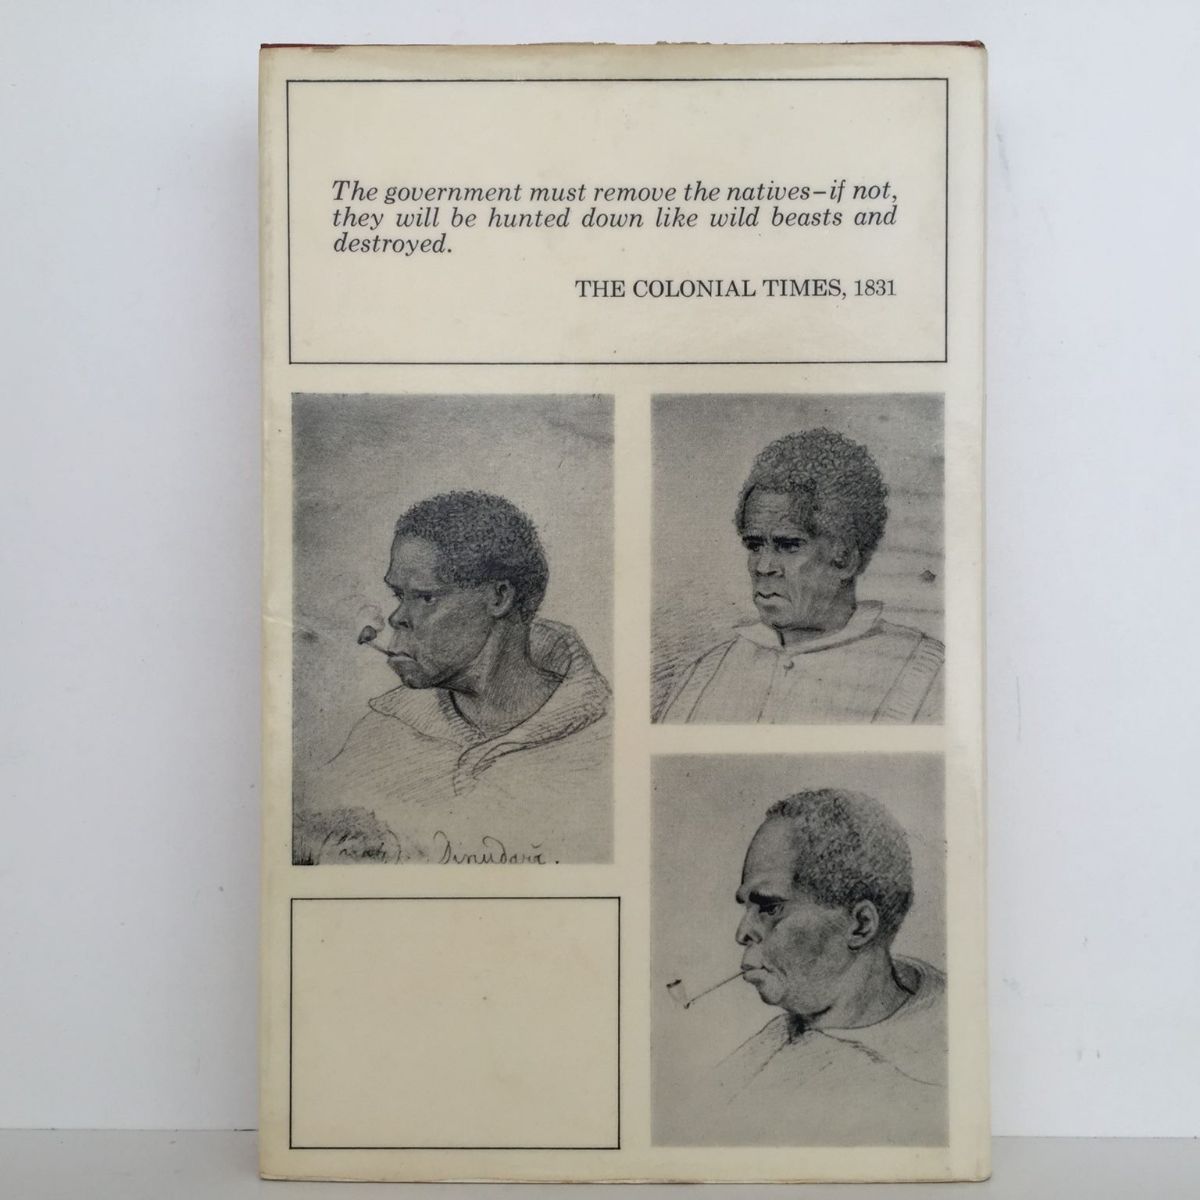 The government must remove the natives–if not,
they will be hunted down like wild beasts and
destroyed.
THE COLONIAL TIMES, 1831